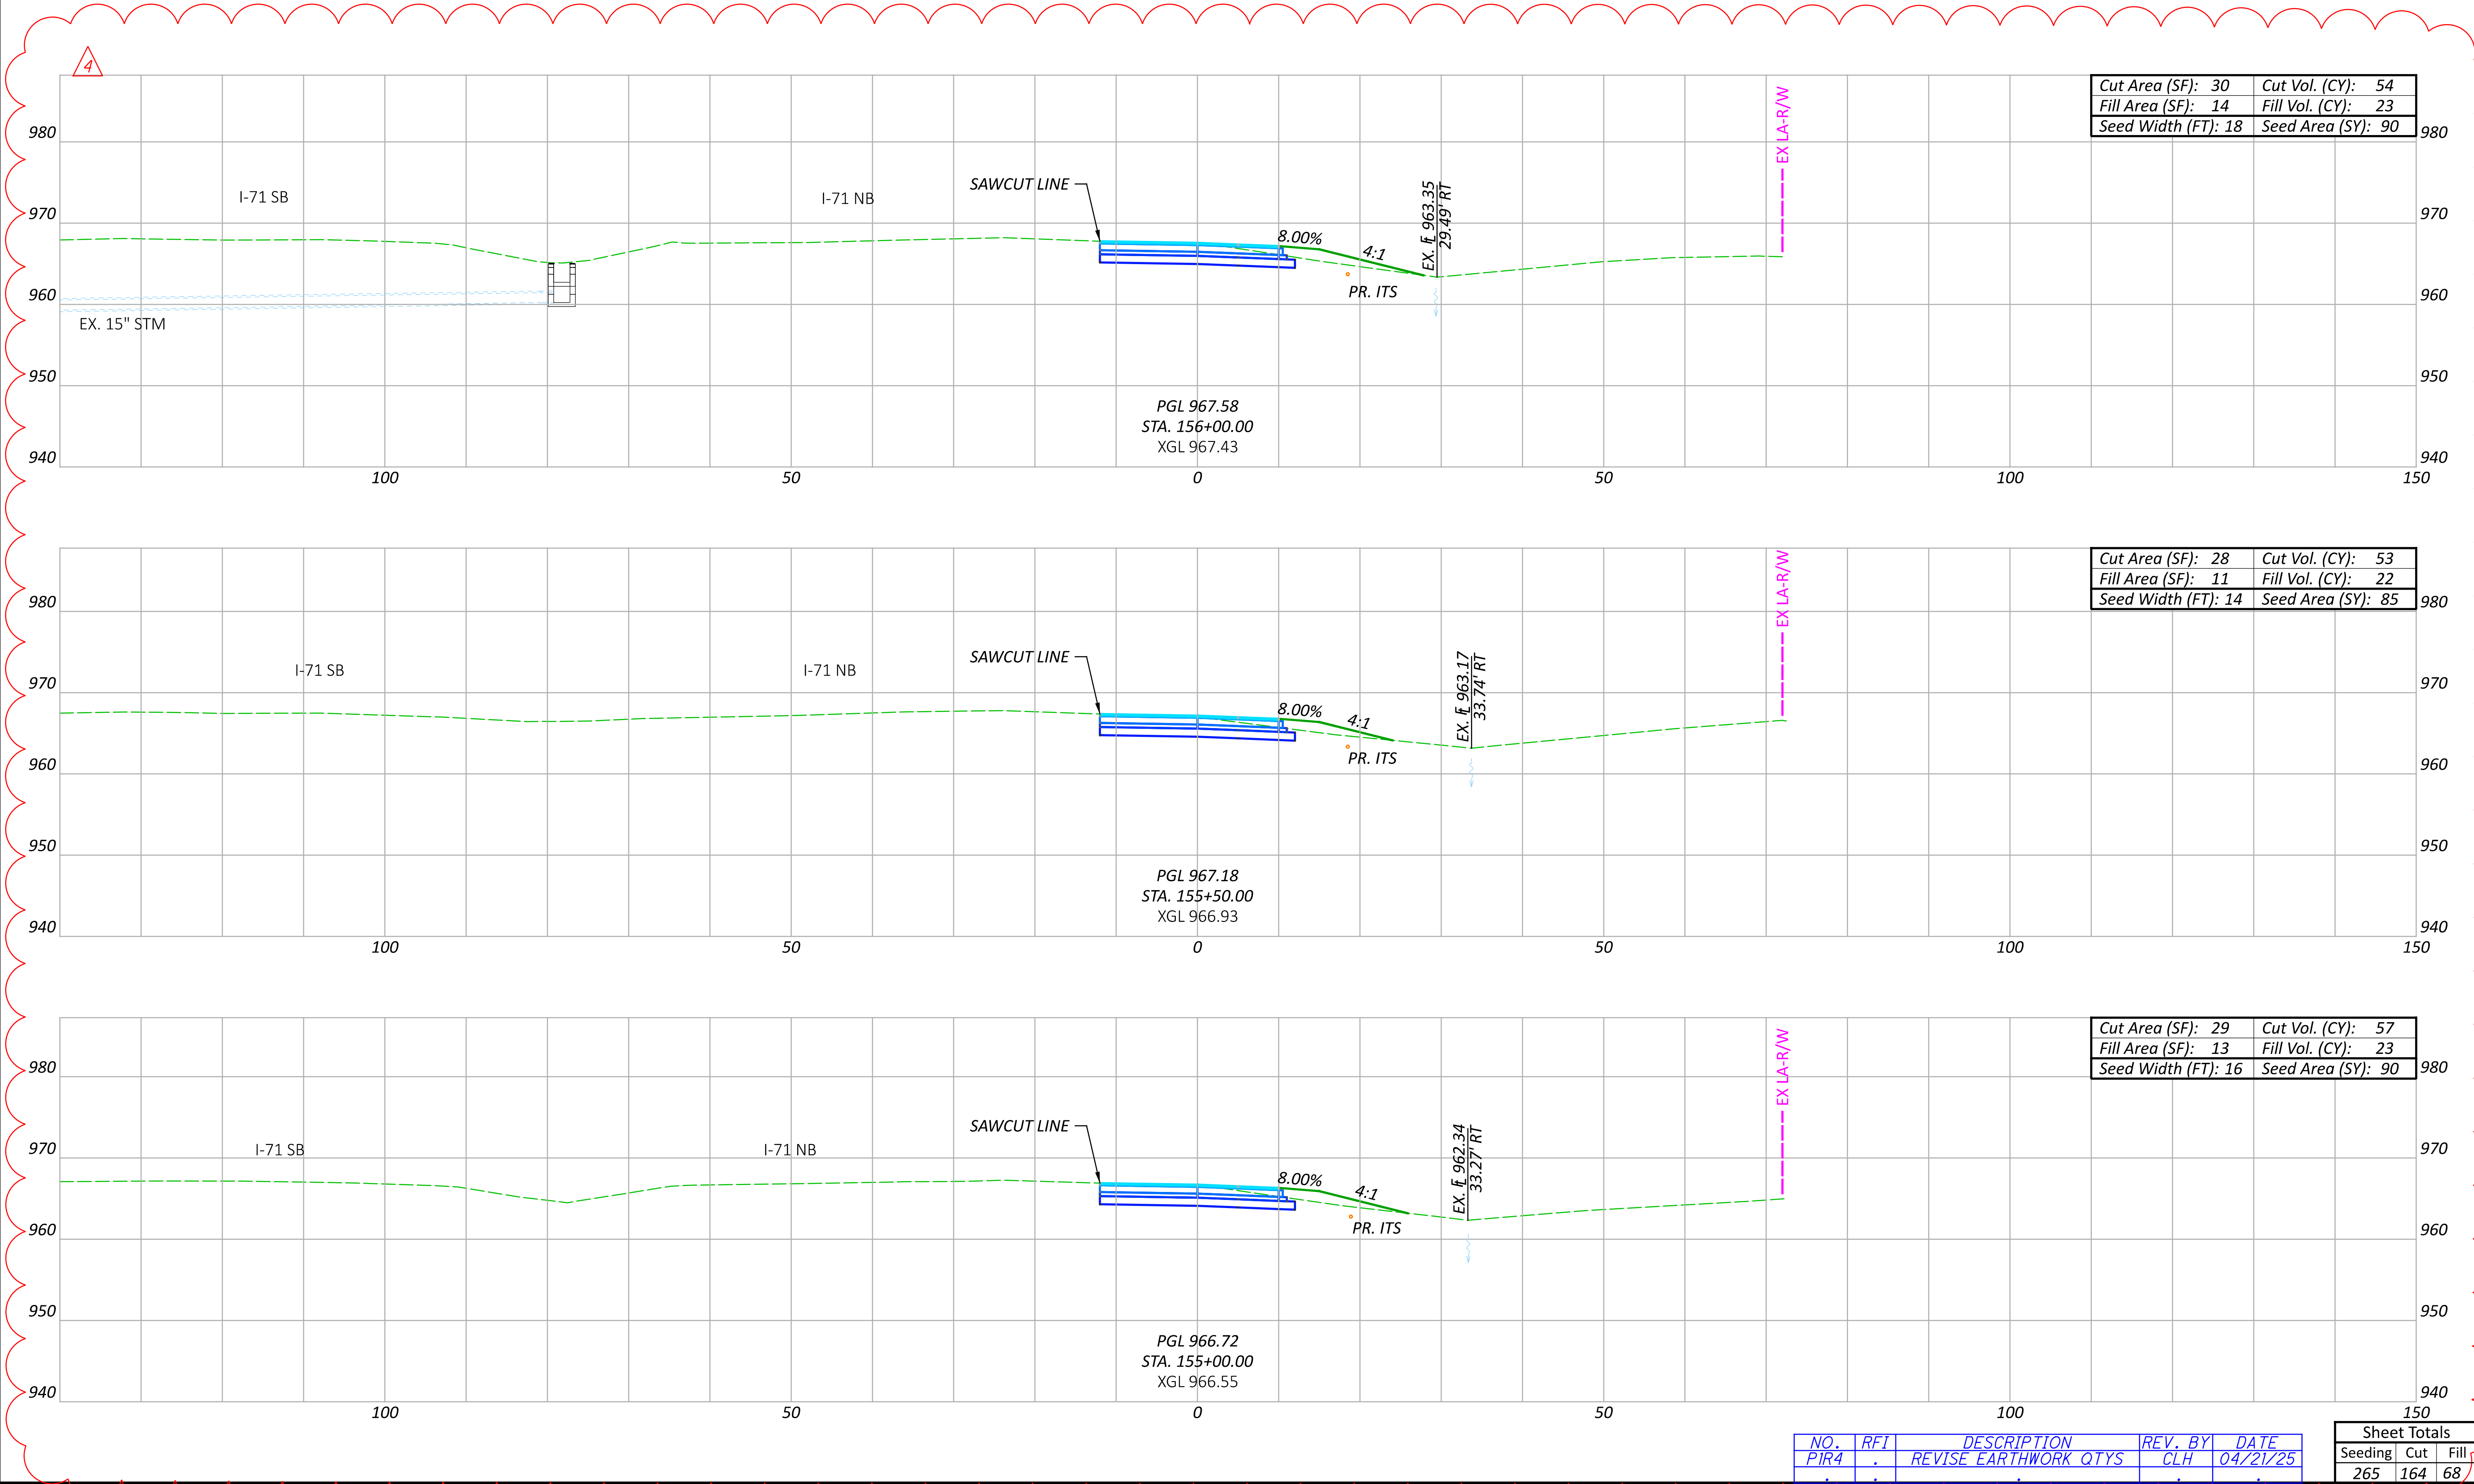 4
Cut Area (SF): 30 Cut Vol. (CY): 54
Fill Area (SF): 14 Fill Vol. (CY): 23
Seed Width (FT): 18 Seed Area (SY): 90
EX LA-R/W
980 980
I-71 SB
I-71 NB
SAWCUT LINE
8.00%
4:1
EX. FL 963.35
29.49' RT
PR. ITS
970 970
960 960
EX. 15" STM
950 950
PGL 967.58
STA. 156+00.00
XGL 967.43
940 940
100 50 0 50 100 150
Cut Area (SF): 28 Cut Vol. (CY): 53
Fill Area (SF): 11 Fill Vol. (CY): 22
Seed Width (FT): 14 Seed Area (SY): 85
EX LA-R/W
980 980
I-71 SB
I-71 NB
SAWCUT LINE
8.00%
4:1
EX. FL 963.17
33.74' RT
PR. ITS
970 970
960 960
950 950
PGL 967.18
STA. 155+50.00
XGL 966.93
940 940
100 50 0 50 100 150
Cut Area (SF): 29 Cut Vol. (CY): 57
Fill Area (SF): 13 Fill Vol. (CY): 23
Seed Width (FT): 16 Seed Area (SY): 90
EX LA-R/W
980 980
I-71 SB
I-71 NB
SAWCUT LINE
8.00%
4:1
EX. FL 962.34
33.27' RT
PR. ITS
970 970
960 960
950 950
PGL 966.72
STA. 155+00.00
XGL 966.55
940 940
100 50 0 50 100 150
NO. RFI DESCRIPTION REV. BY DATE
P1R4 . REVISE EARTHWORK QTYS CLH 04/21/25
. . . . .
Sheet Totals
Seeding Cut Fill
265 164 68